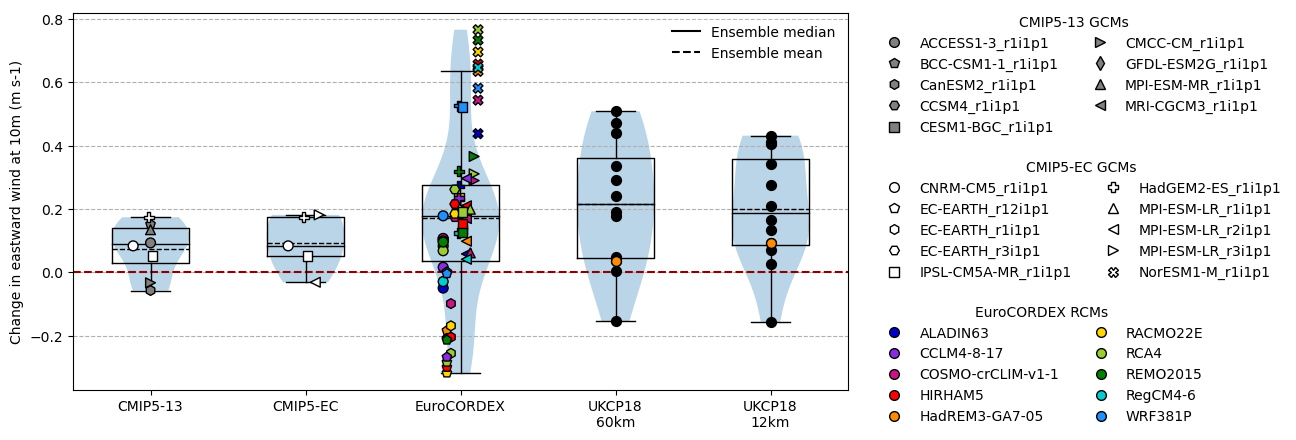 Change in eastward wind at 10m (m s-1)
0.8
0.6
0.4
0.2
0.0
−0.2
Ensemble median
Ensemble mean
CMIP5-13
CMIP5-EC
EuroCORDEX
UKCP18
60km
UKCP18
12km
CMIP5-13 GCMs
ACCESS1-3_r1i1p1
BCC-CSM1-1_r1i1p1
CanESM2_r1i1p1
CCSM4_r1i1p1
CESM1-BGC_r1i1p1
CMCC-CM_r1i1p1
GFDL-ESM2G_r1i1p1
MPI-ESM-MR_r1i1p1
MRI-CGCM3_r1i1p1
CMIP5-EC GCMs
CNRM-CM5_r1i1p1
EC-EARTH_r12i1p1
EC-EARTH_r1i1p1
EC-EARTH_r3i1p1
IPSL-CM5A-MR_r1i1p1
HadGEM2-ES_r1i1p1
MPI-ESM-LR_r1i1p1
MPI-ESM-LR_r2i1p1
MPI-ESM-LR_r3i1p1
NorESM1-M_r1i1p1
EuroCORDEX RCMs
ALADIN63
CCLM4-8-17
COSMO-crCLIM-v1-1
HIRHAM5
HadREM3-GA7-05
RACMO22E
RCA4
REMO2015
RegCM4-6
WRF381P